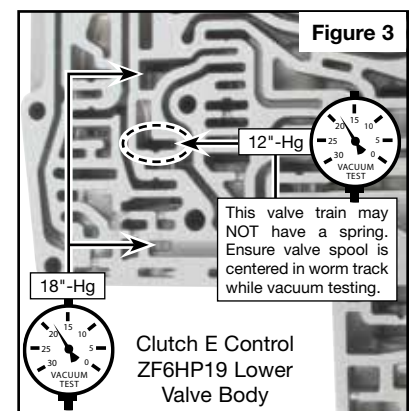 Figure 3
12"-Hg
15
20
10
25
5
30
0
VACUUM
TEST
This valve train may
NOT have a spring.
Ensure valve spool is
centered in worm track
while vacuum testing.
18"-Hg
15
20
10
25
5
30
0
VACUUM
TEST
Clutch E Control
ZF6HP19 Lower
Valve Body